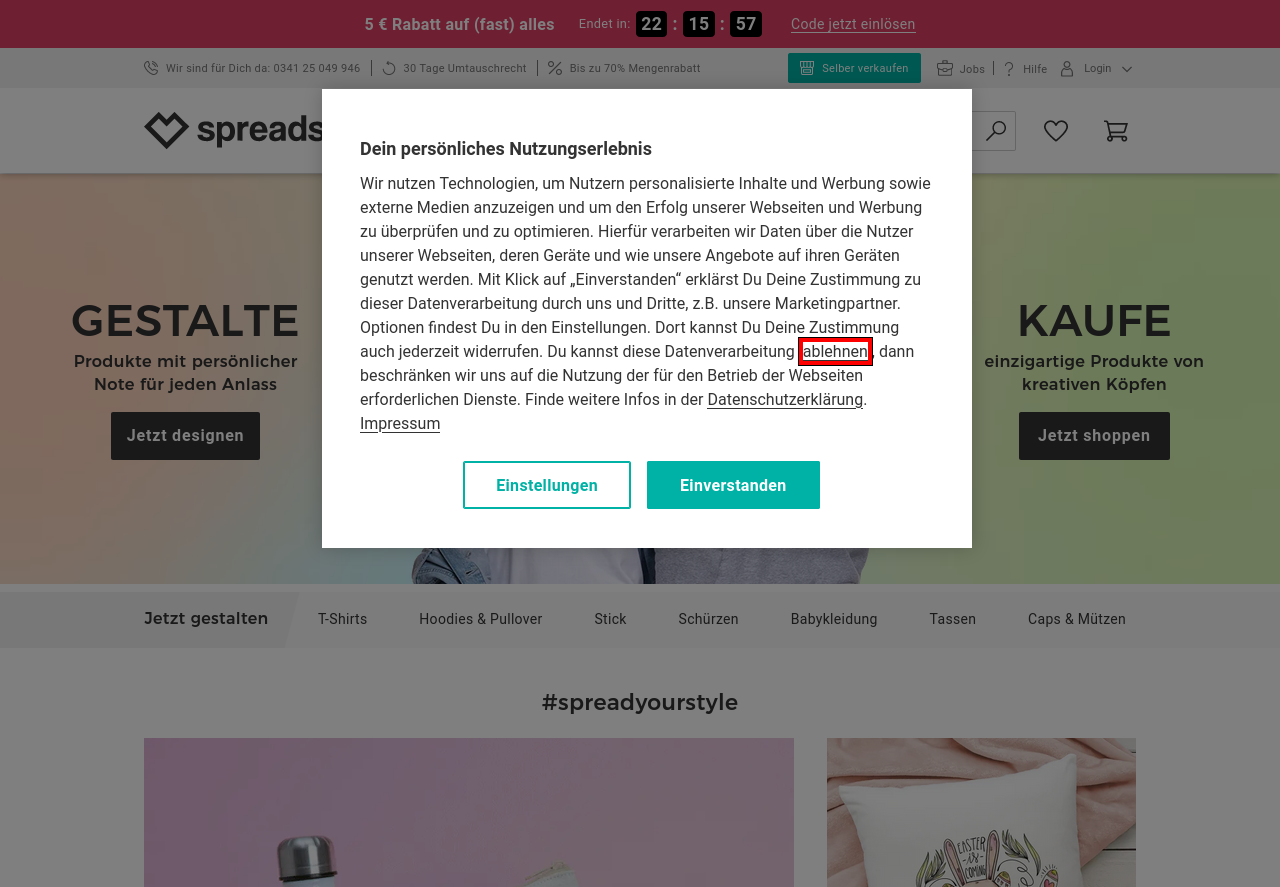 5 € Rabatt auf (fast) alles Endet in: 22 : 15 : 57 Code jetzt einlösen
Wir sind für Dich da: 0341 25 049 946 30 Tage Umtauschrecht Bis zu 70% Mengenrabatt Selber verkaufen Jobs Hilfe Login
spreads
Dein persönliches Nutzungserlebnis
Wir nutzen Technologien, um Nutzern personalisierte Inhalte und Werbung sowie
externe Medien anzuzeigen und um den Erfolg unserer Webseiten und Werbung
zu überprüfen und zu optimieren. Hierfür verarbeiten wir Daten über die Nutzer
unserer Webseiten, deren Geräte und wie unsere Angebote auf ihren Geräten
genutzt werden. Mit Klick auf „Einverstanden“ erklärst Du Deine Zustimmung zu
dieser Datenverarbeitung durch uns und Dritte, z.B. unsere Marketingpartner.
Optionen findest Du in den Einstellungen. Dort kannst Du Deine Zustimmung
auch jederzeit widerrufen. Du kannst diese Datenverarbeitung ablehnen, dann
beschränken wir uns auf die Nutzung der für den Betrieb der Webseiten
erforderlichen Dienste. Finde weitere Infos in der Datenschutzerklärung.
Impressum
Einstellungen Einverstanden
GESTALTE
Produkte mit persönlicher
Note für jeden Anlass
Jetzt designen
KAUFE
einzigartige Produkte von
kreativen Köpfen
Jetzt shoppen
Jetzt gestalten T-Shirts Hoodies & Pullover Stick Schürzen Babykleidung Tassen Caps & Mützen
#spreadyourstyle
EASTER
is
COMING